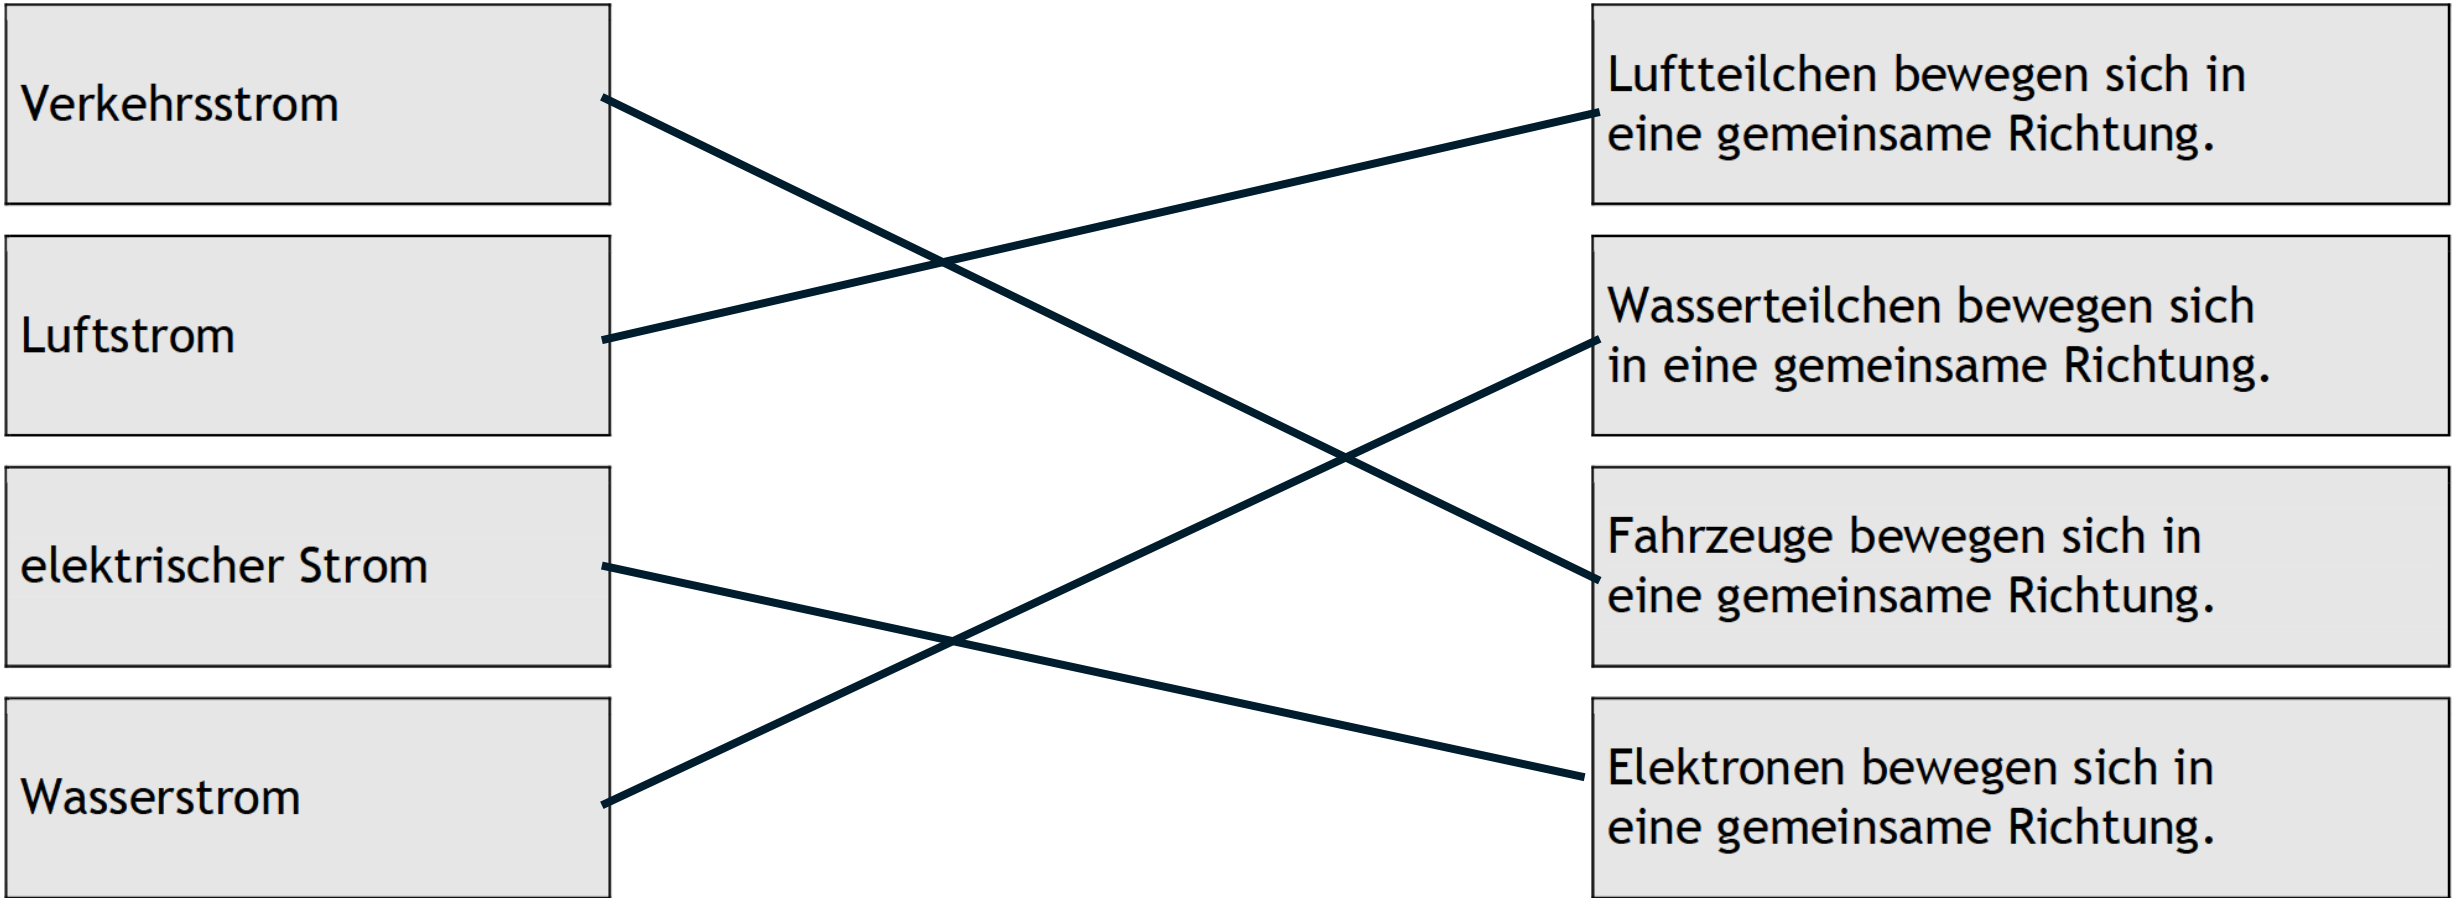 Verkehrsstrom
Luftteilchen bewegen sich in
eine gemeinsame Richtung.
Luftstrom
Wasserteilchen bewegen sich
in eine gemeinsame Richtung.
elektrischer Strom
Fahrzeuge bewegen sich in
eine gemeinsame Richtung.
Wasserstrom
Elektronen bewegen sich in
eine gemeinsame Richtung.